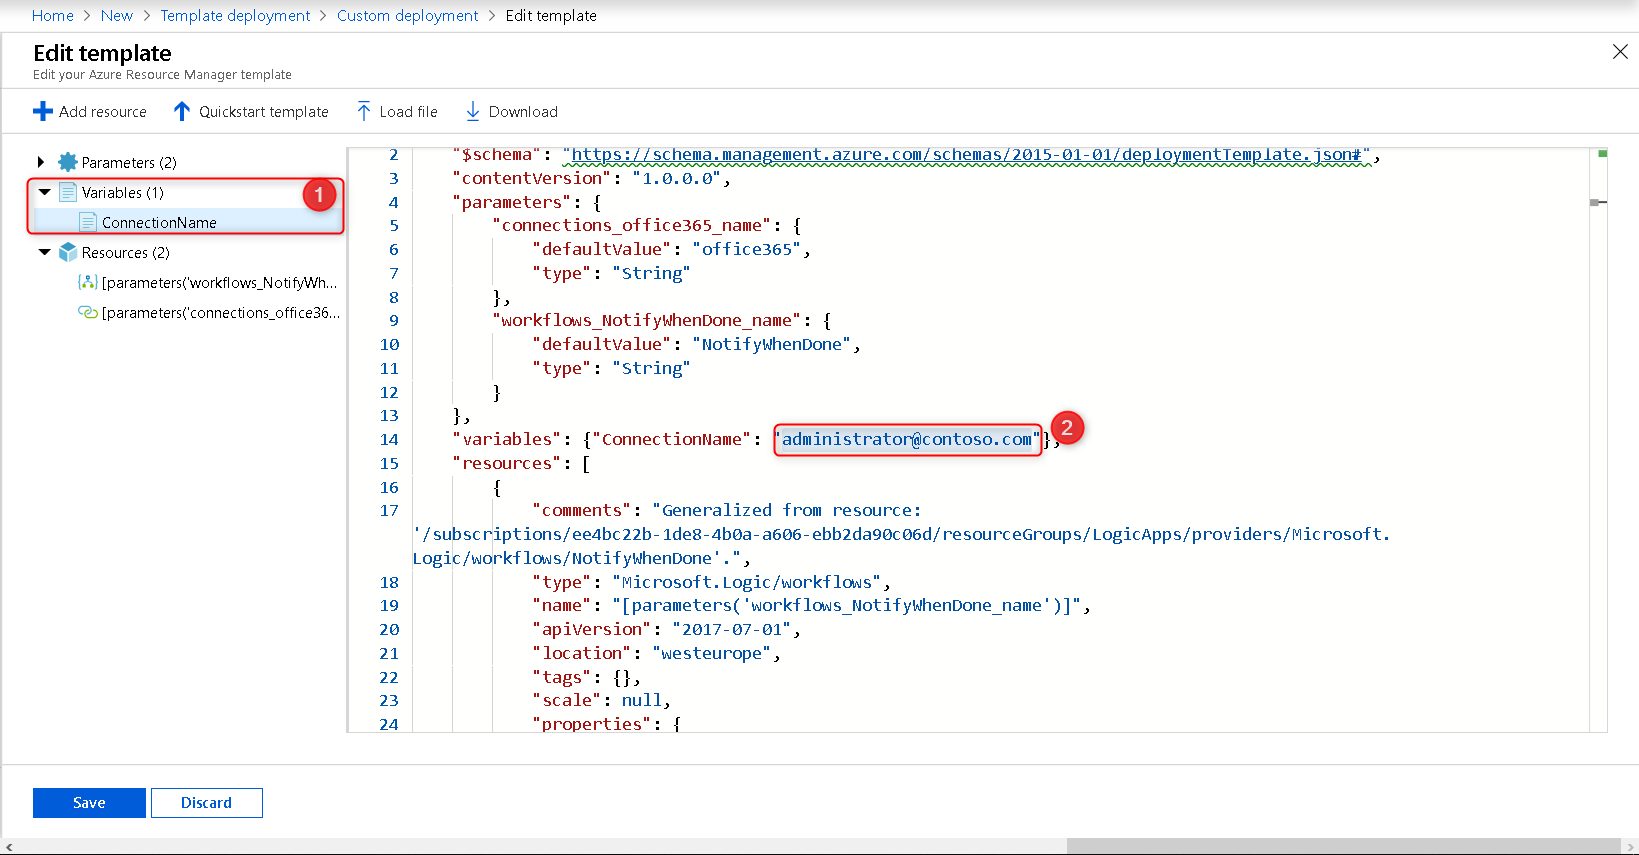 Home > New > Template deployment > Custom deployment > Edit template
Edit template
Edit your Azure Resource Manager template
Add resource Quickstart template Load file Download
Parameters (2)
Variables (1) 1
ConnectionName
Resources (2)
[parameters('workflows_NotifyWh...
[parameters('connections_office36...
2 "$schema": "https://schema.management.azure.com/schemas/2015-01-01/deploymentTemplate.json#",
3 "contentVersion": "1.0.0.0",
4 "parameters": {
5 "connections_office365_name": {
6 "defaultValue": "office365",
7 "type": "String"
8 },
9 "workflows_NotifyWhenDone_name": {
10 "defaultValue": "NotifyWhenDone",
11 "type": "String"
12 }
13 },
14 "variables": {"ConnectionName": "administrator@contoso.com"}, 2
15 "resources": [
16 {
17 "comments": "Generalized from resource:
'/subscriptions/ee4bc22b-1de8-4b0a-a606-ebb2da90c06d/resourceGroups/LogicApps/providers/Microsoft.
Logic/workflows/NotifyWhenDone'.",
18 "type": "Microsoft.Logic/workflows",
19 "name": "[parameters('workflows_NotifyWhenDone_name')]",
20 "apiVersion": "2017-07-01",
21 "location": "westeurope",
22 "tags": {},
23 "scale": null,
24 "properties": {
Save Discard